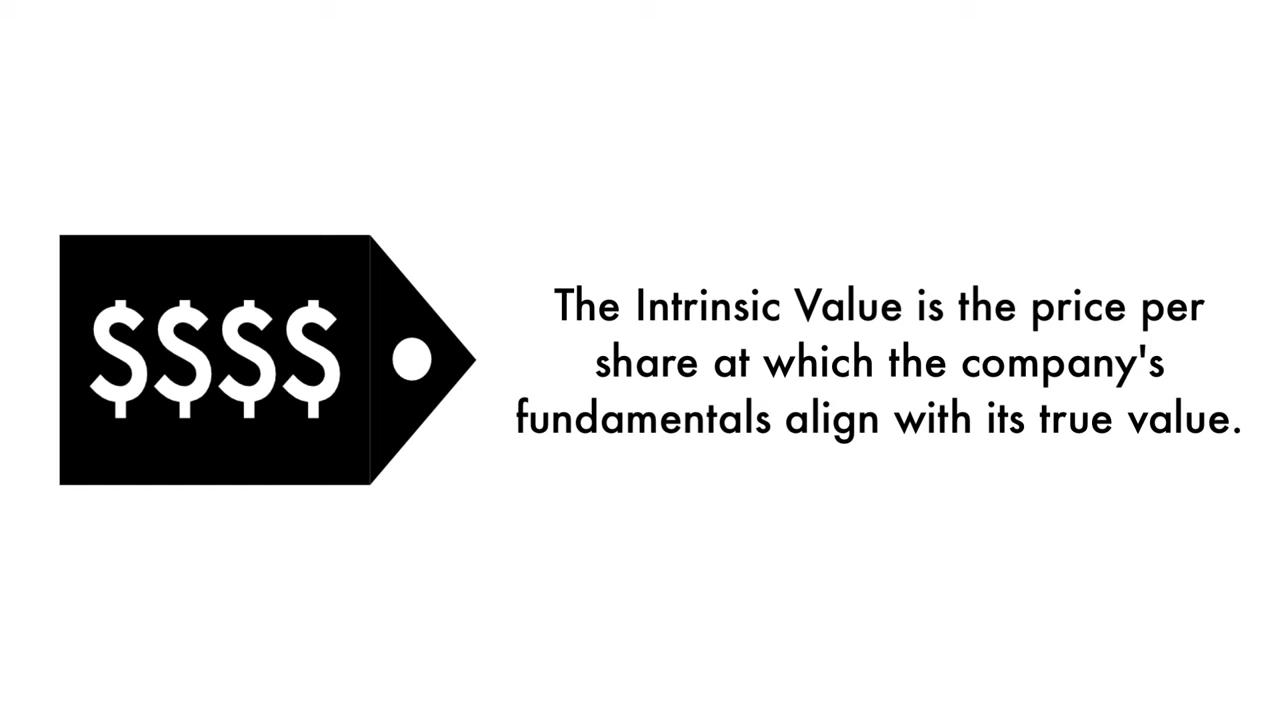 $$$$
The Intrinsic Value is the price per
share at which the company's
fundamentals align with its true value.